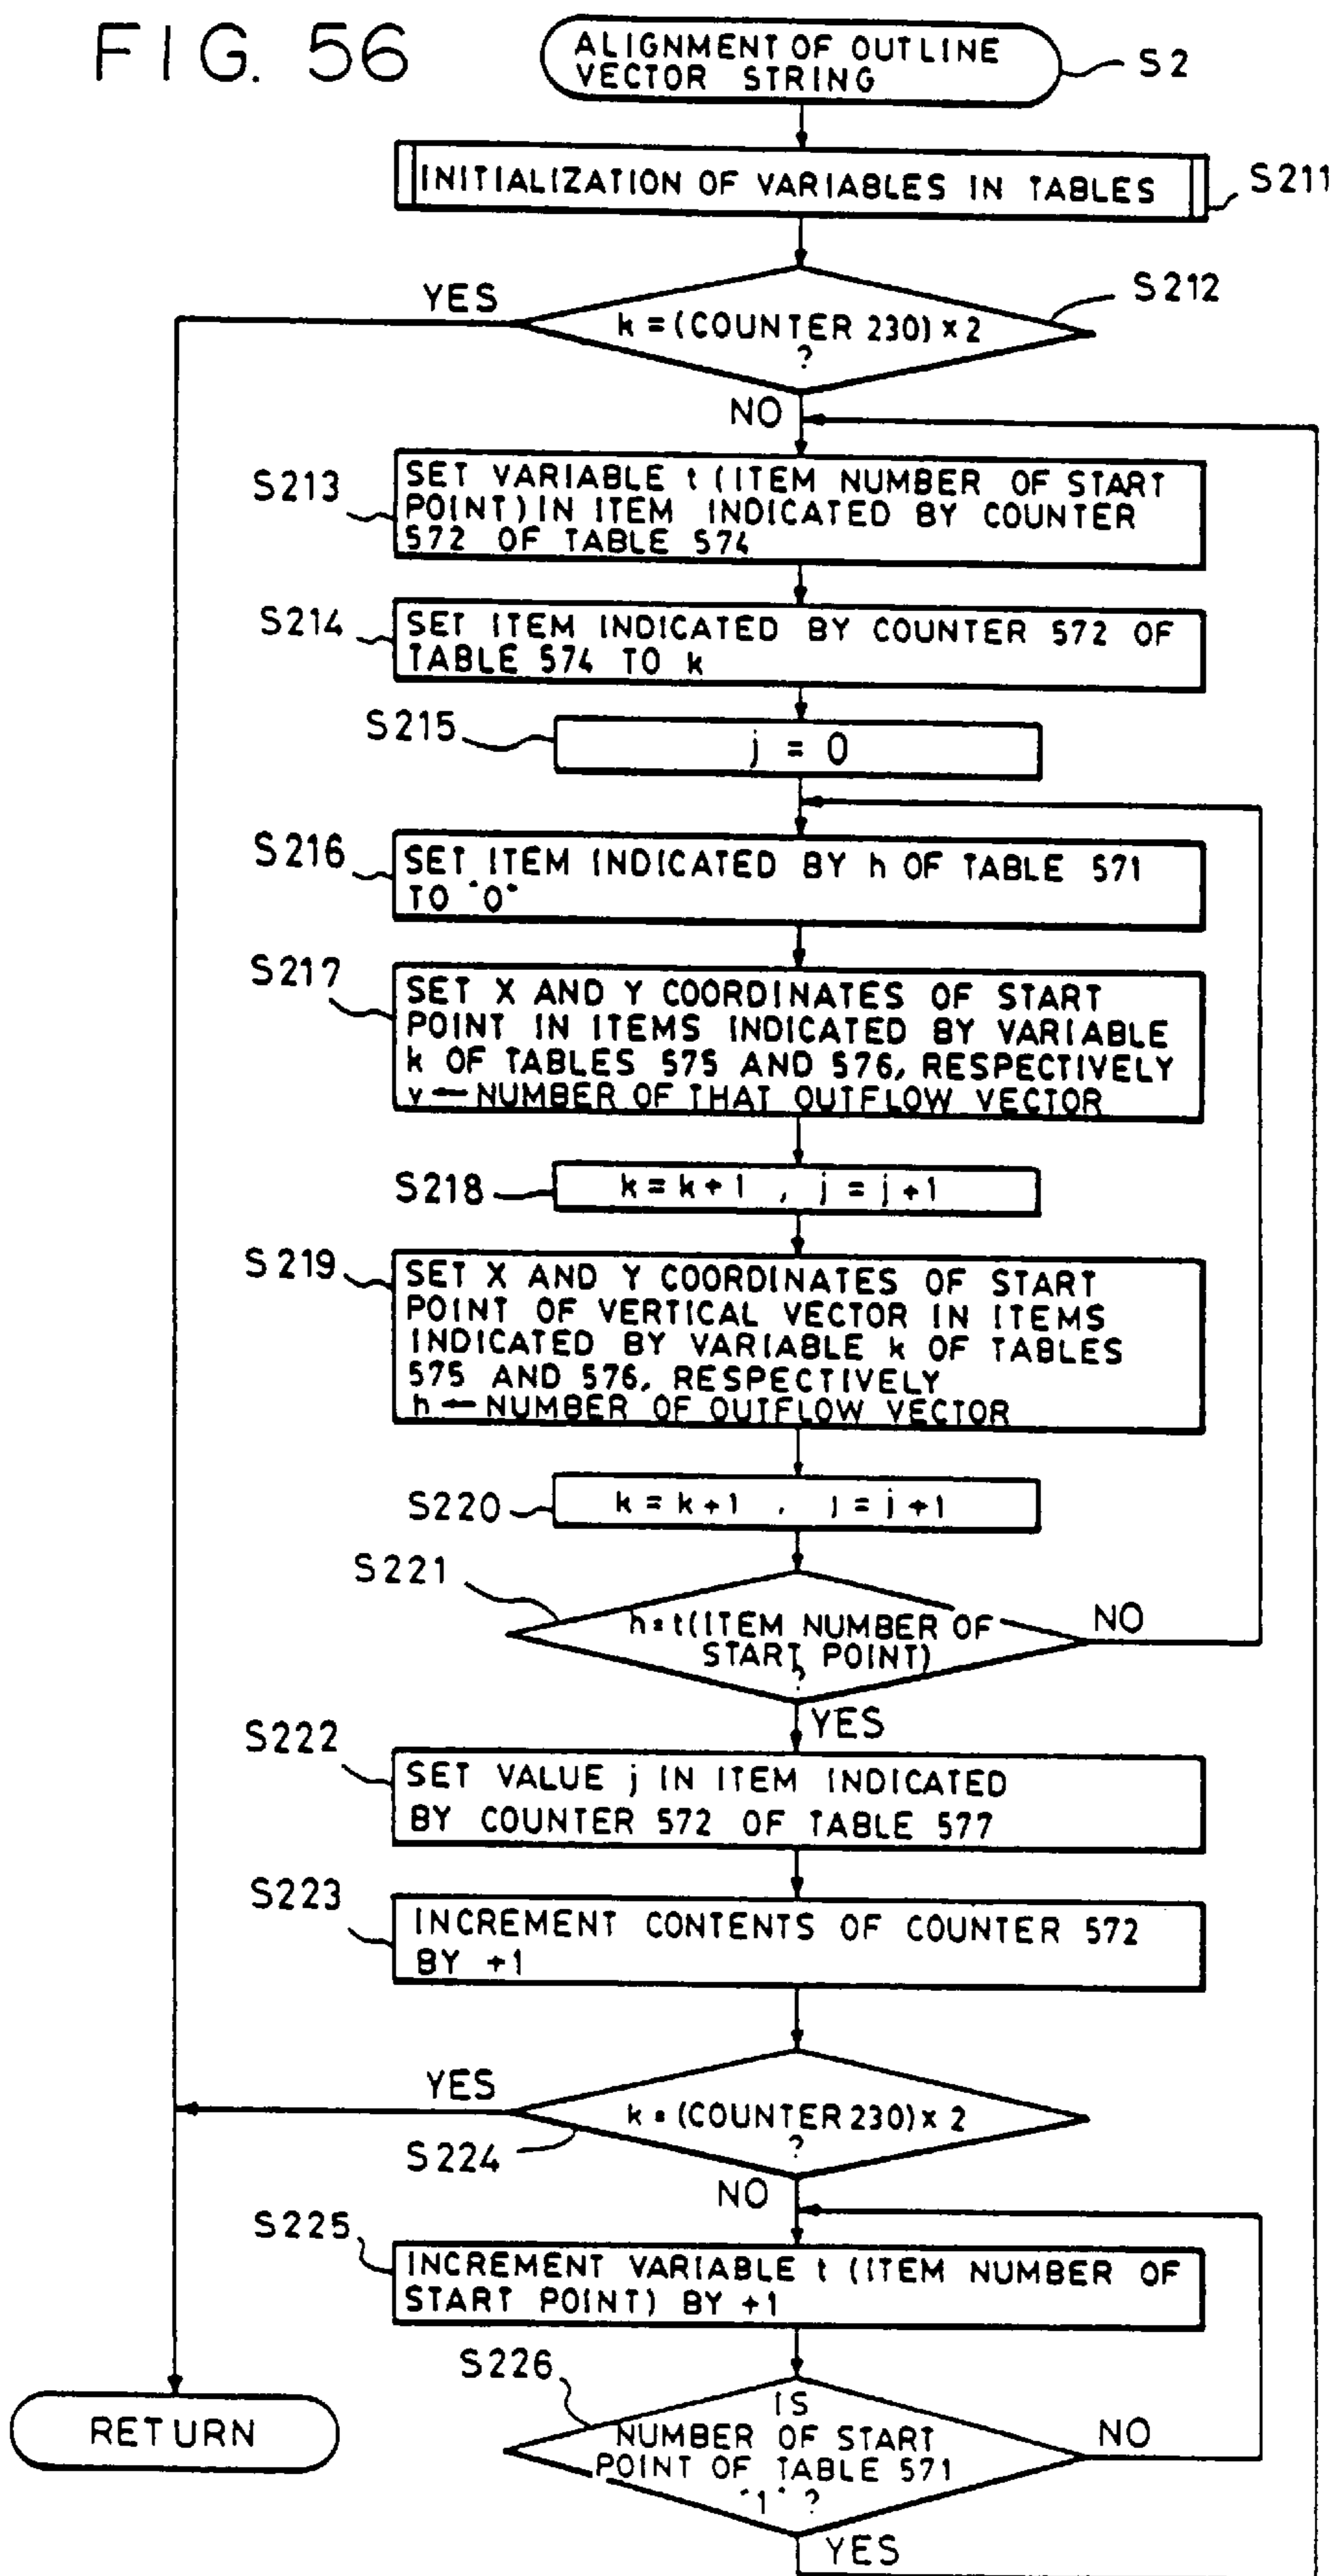 FIG. 56
ALIGNMENT OF OUTLINE
VECTOR STRING
S2
INITIALIZATION OF VARIABLES IN TABLES
S211
YES
S212
k = (COUNTER 230) × 2
?
NO
S213
SET VARIABLE t (ITEM NUMBER OF START
POINT) IN ITEM INDICATED BY COUNTER
572 OF TABLE 574
S214
SET ITEM INDICATED BY COUNTER 572 OF
TABLE 574 TO k
S215
j = 0
S216
SET ITEM INDICATED BY h OF TABLE 571
TO "0"
S217
SET X AND Y COORDINATES OF START
POINT IN ITEMS INDICATED BY VARIABLE
k OF TABLES 575 AND 576, RESPECTIVELY
v ← NUMBER OF THAT OUTFLOW VECTOR
S218
k = k + 1 , j = j + 1
S219
SET X AND Y COORDINATES OF START
POINT OF VERTICAL VECTOR IN ITEMS
INDICATED BY VARIABLE k OF TABLES
575 AND 576, RESPECTIVELY
h ← NUMBER OF OUTFLOW VECTOR
S220
k = k + 1 , j = j + 1
S221
h = t (ITEM NUMBER OF
START POINT)
?
NO
YES
S222
SET VALUE j IN ITEM INDICATED
BY COUNTER 572 OF TABLE 577
S223
INCREMENT CONTENTS OF COUNTER 572
BY +1
YES
k = (COUNTER 230) × 2
?
S224
NO
S225
INCREMENT VARIABLE t (ITEM NUMBER OF
START POINT) BY +1
S226
IS
NUMBER OF START
POINT OF TABLE 571
"1" ?
NO
YES
RETURN